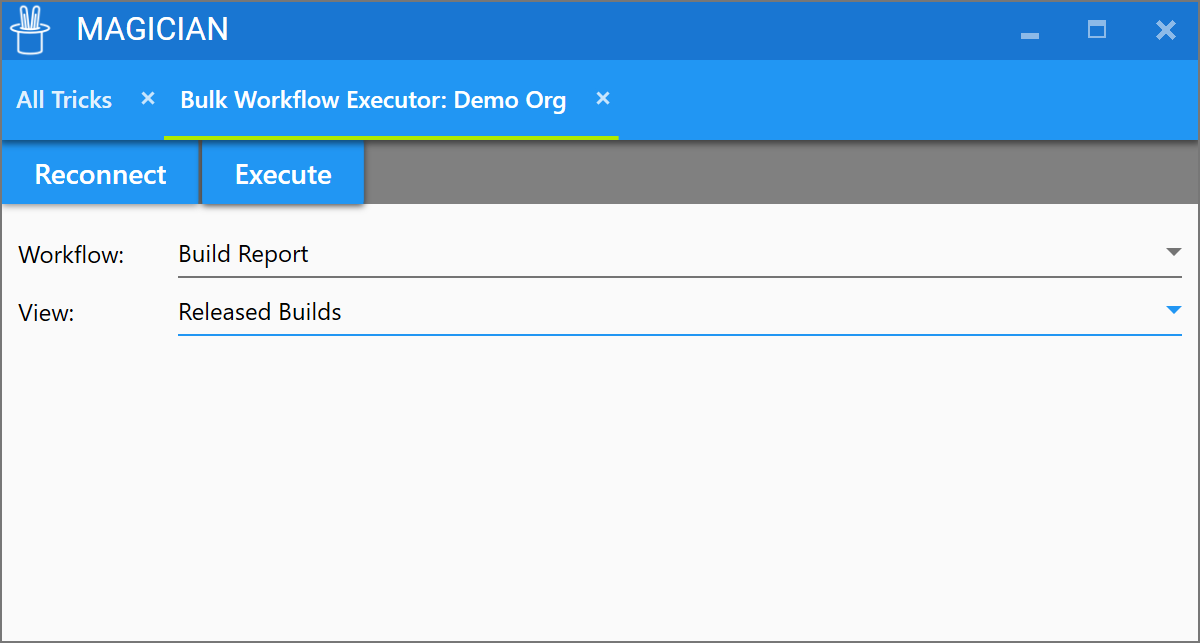 MAGICIAN
All Tricks
Bulk Workflow Executor: Demo Org
Reconnect
Execute
Workflow:
Build Report
View:
Released Builds